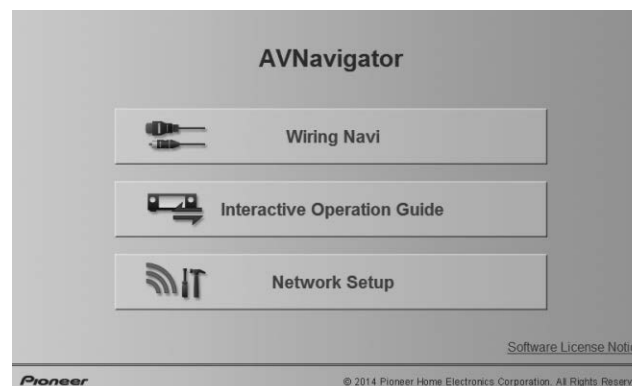 AVNavigator
Wiring Navi
Interactive Operation Guide
Network Setup
Software License Noti
Pioneer
© 2014 Pioneer Home Electronics Corporation. All Rights Reserv